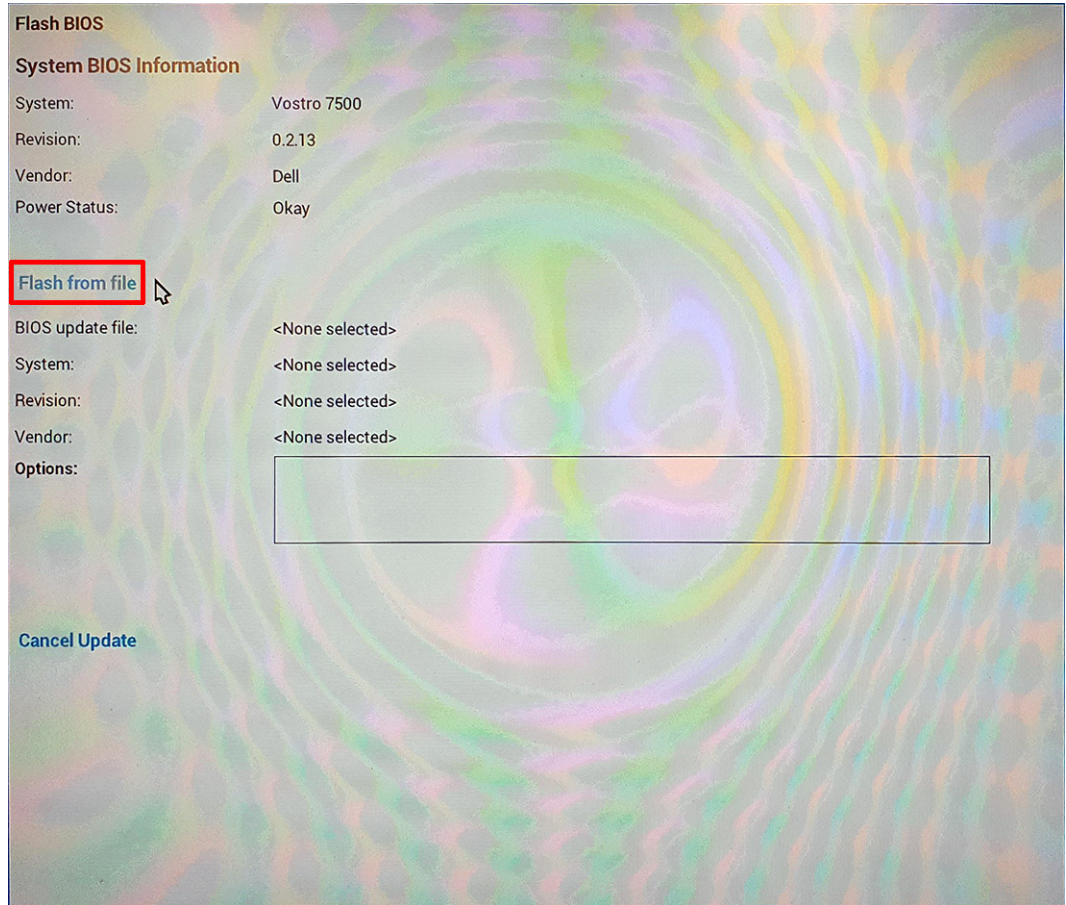 Flash BIOS
System BIOS Information
System: Vostro 7500
Revision: 0.2.13
Vendor: Dell
Power Status: Okay
Flash from file
BIOS update file: <None selected>
System: <None selected>
Revision: <None selected>
Vendor: <None selected>
Options:
Cancel Update